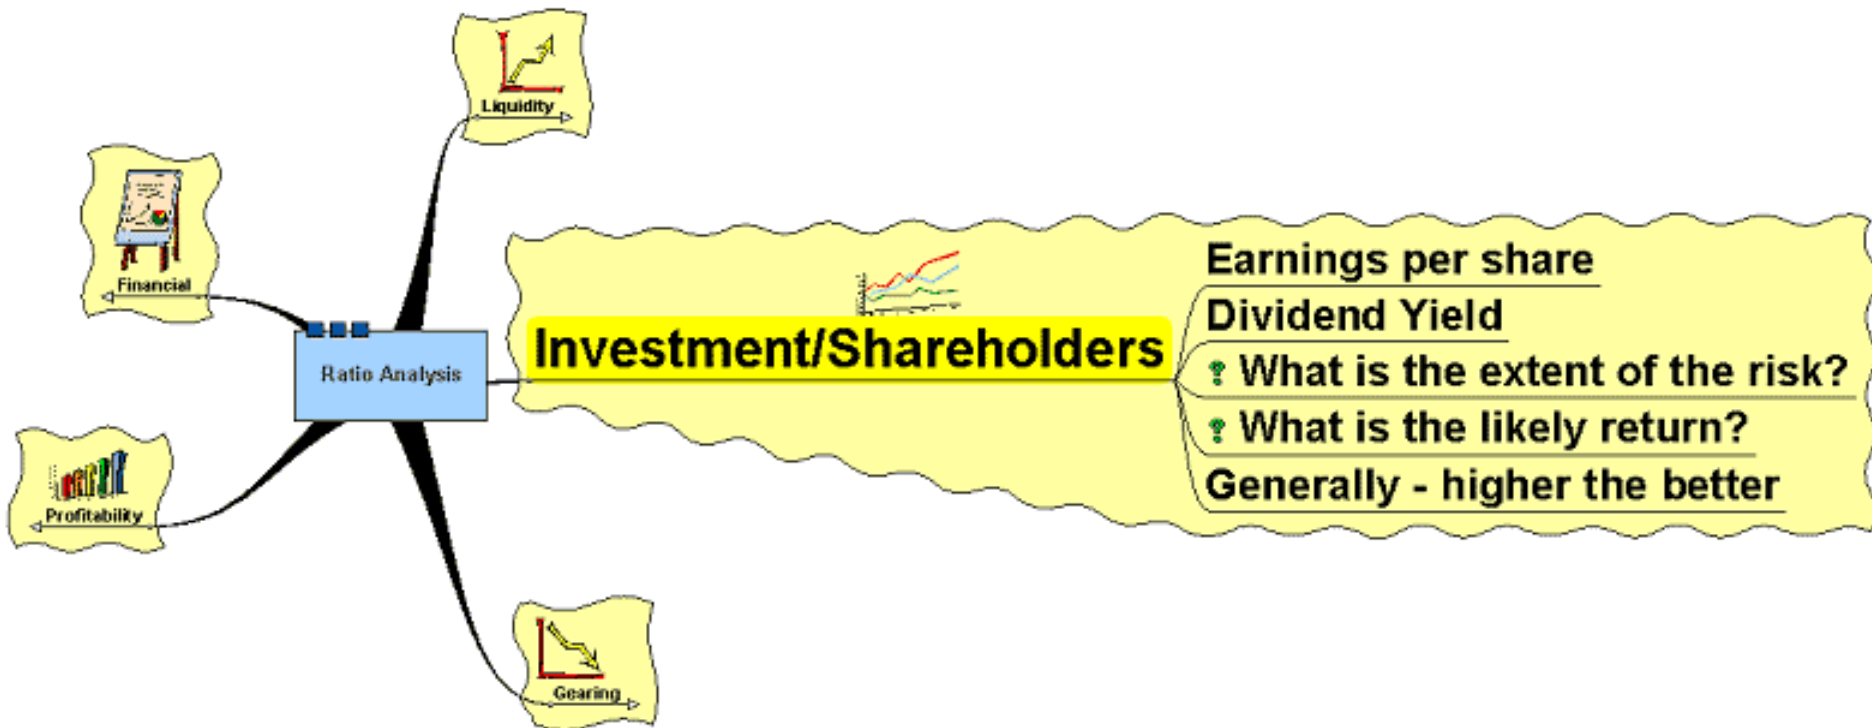 Liquidity
Financial
Ratio Analysis
Investment/Shareholders
Earnings per share
Dividend Yield
? What is the extent of the risk?
? What is the likely return?
Generally - higher the better
Profitability
Gearing